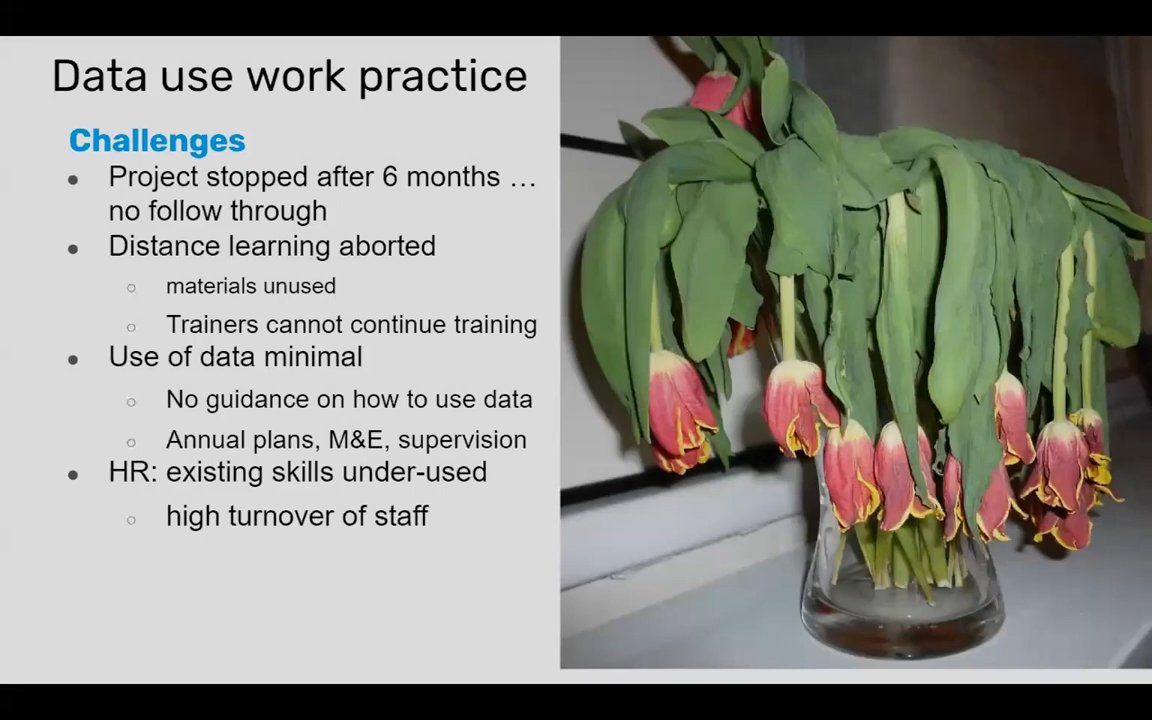 Data use work practice
Challenges
Project stopped after 6 months …
no follow through
Distance learning aborted
materials unused
Trainers cannot continue training
Use of data minimal
No guidance on how to use data
Annual plans, M&E, supervision
HR: existing skills under-used
high turnover of staff